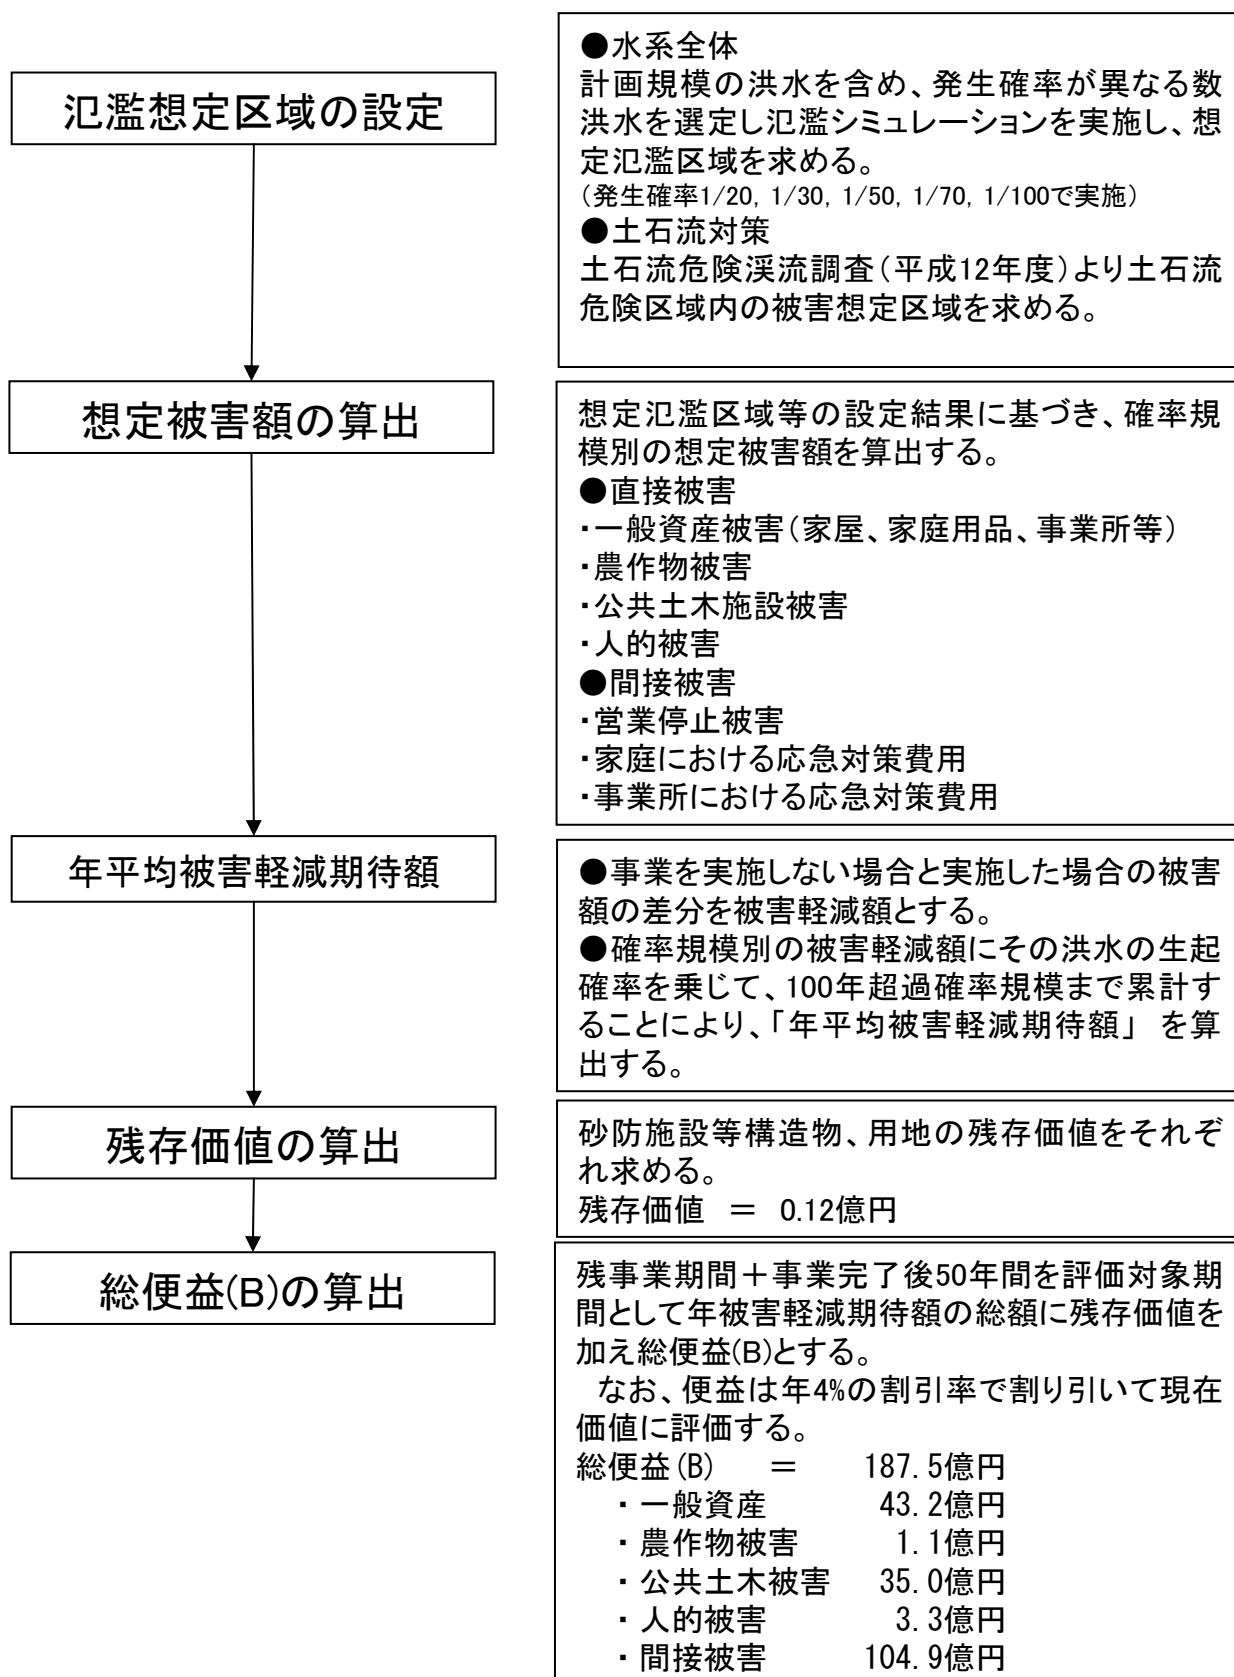 氾濫想定区域の設定
●水系全体
計画規模の洪水を含め、発生確率が異なる数
洪水を選定し氾濫シミュレーションを実施し、想
定氾濫区域を求める。
（発生確率1/20, 1/30, 1/50, 1/70, 1/100で実施）
●土石流対策
土石流危険渓流調査（平成12年度）より土石流
危険区域内の被害想定区域を求める。
想定被害額の算出
想定氾濫区域等の設定結果に基づき、確率規
模別の想定被害額を算出する。
●直接被害
・一般資産被害（家屋、家庭用品、事業所等）
・農作物被害
・公共土木施設被害
・人的被害
●間接被害
・営業停止被害
・家庭における応急対策費用
・事業所における応急対策費用
年平均被害軽減期待額
●事業を実施しない場合と実施した場合の被害
額の差分を被害軽減額とする。
●確率規模別の被害軽減額にその洪水の生起
確率を乗じて、100年超過確率規模まで累計す
ることにより、「年平均被害軽減期待額」 を算
出する。
残存価値の算出
砂防施設等構造物、用地の残存価値をそれぞ
れ求める。
残存価値 ＝ 0.12億円
総便益(B)の算出
残事業期間＋事業完了後50年間を評価対象期
間として年被害軽減期待額の総額に残存価値を
加え総便益(B)とする。
なお、便益は年4%の割引率で割り引いて現在
価値に評価する。
総便益(B) ＝ 187.5億円
・一般資産 43.2億円
・農作物被害 1.1億円
・公共土木被害 35.0億円
・人的被害 3.3億円
・間接被害 104.9億円